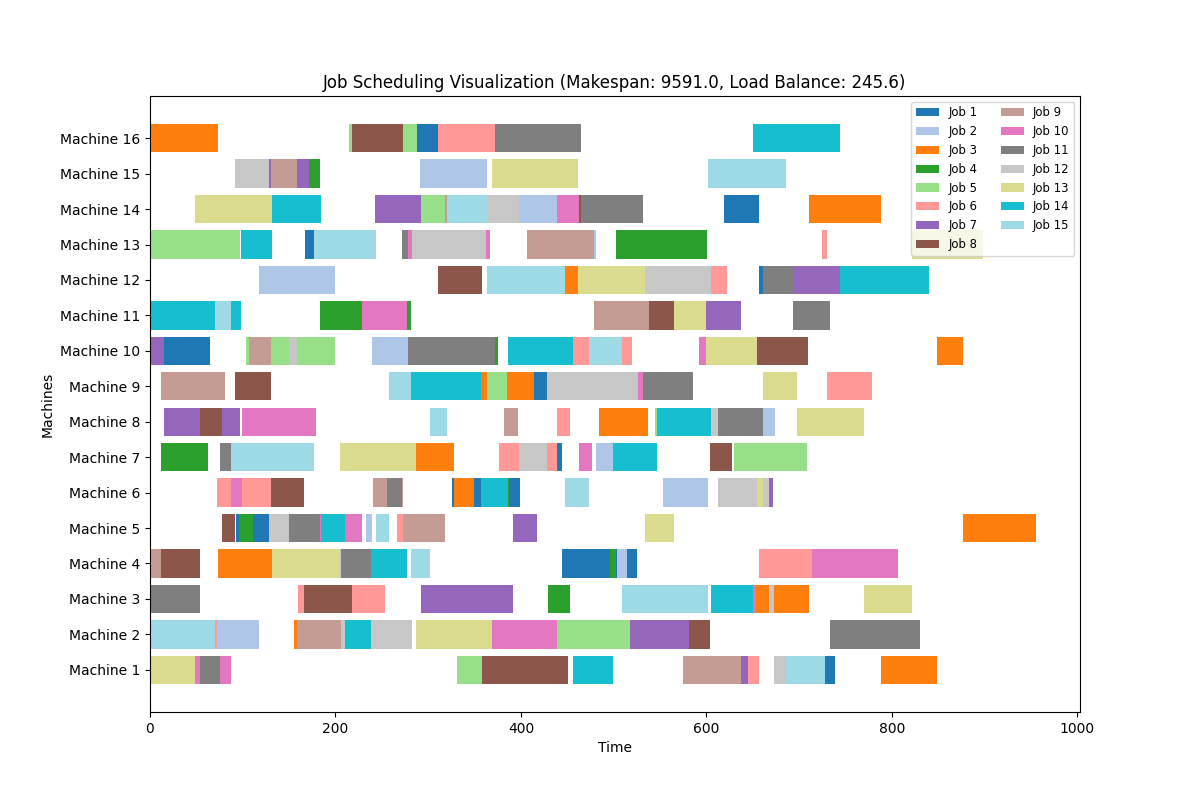 Job Scheduling Visualization (Makespan: 9591.0, Load Balance: 245.6)
Job 1
Job 2
Job 3
Job 4
Job 5
Job 6
Job 7
Job 8
Job 9
Job 10
Job 11
Job 12
Job 13
Job 14
Job 15
Machines
Machine 16
Machine 15
Machine 14
Machine 13
Machine 12
Machine 11
Machine 10
Machine 9
Machine 8
Machine 7
Machine 6
Machine 5
Machine 4
Machine 3
Machine 2
Machine 1
0 200 400 600 800 1000
Time